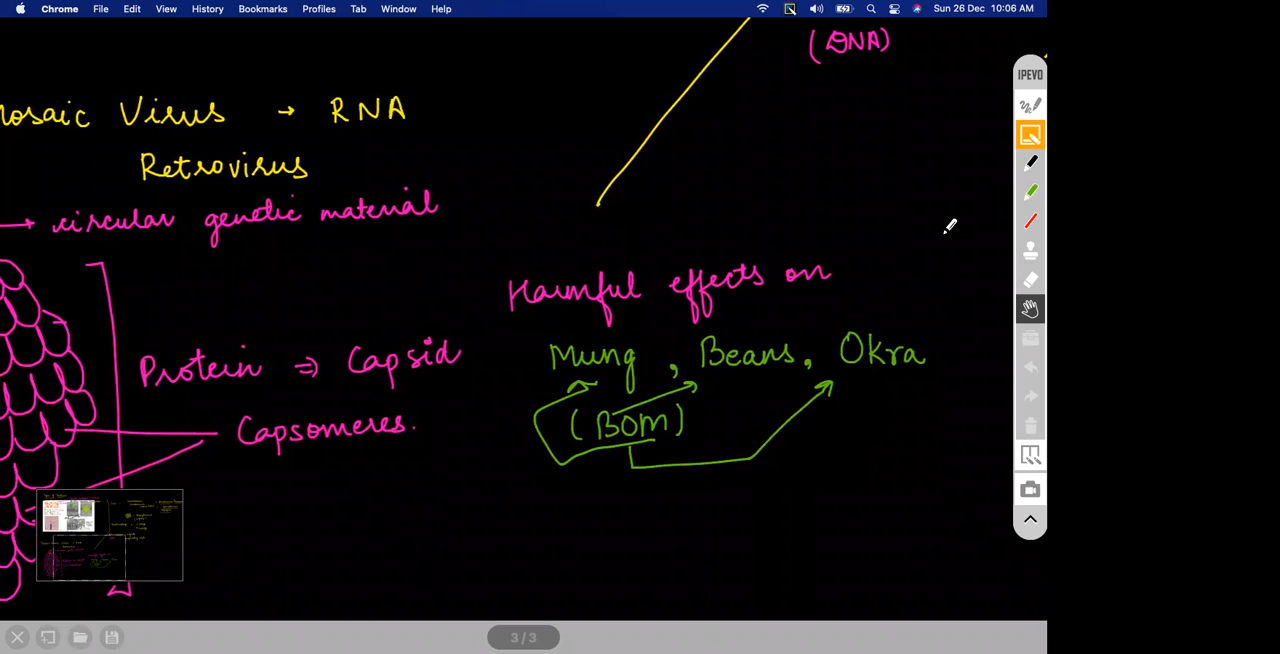 Chrome File Edit View History Bookmarks Profiles Tab Window Help Sun 26 Dec 10:06 AM
(DNA)
IPEVO
Mosaic Virus → RNA
Retrovirus
→ circular genetic material
Harmful effects on
Protein ⇒ Capsid
Mung, Beans, Okra
Capsomeres.
(BOM)
3/3